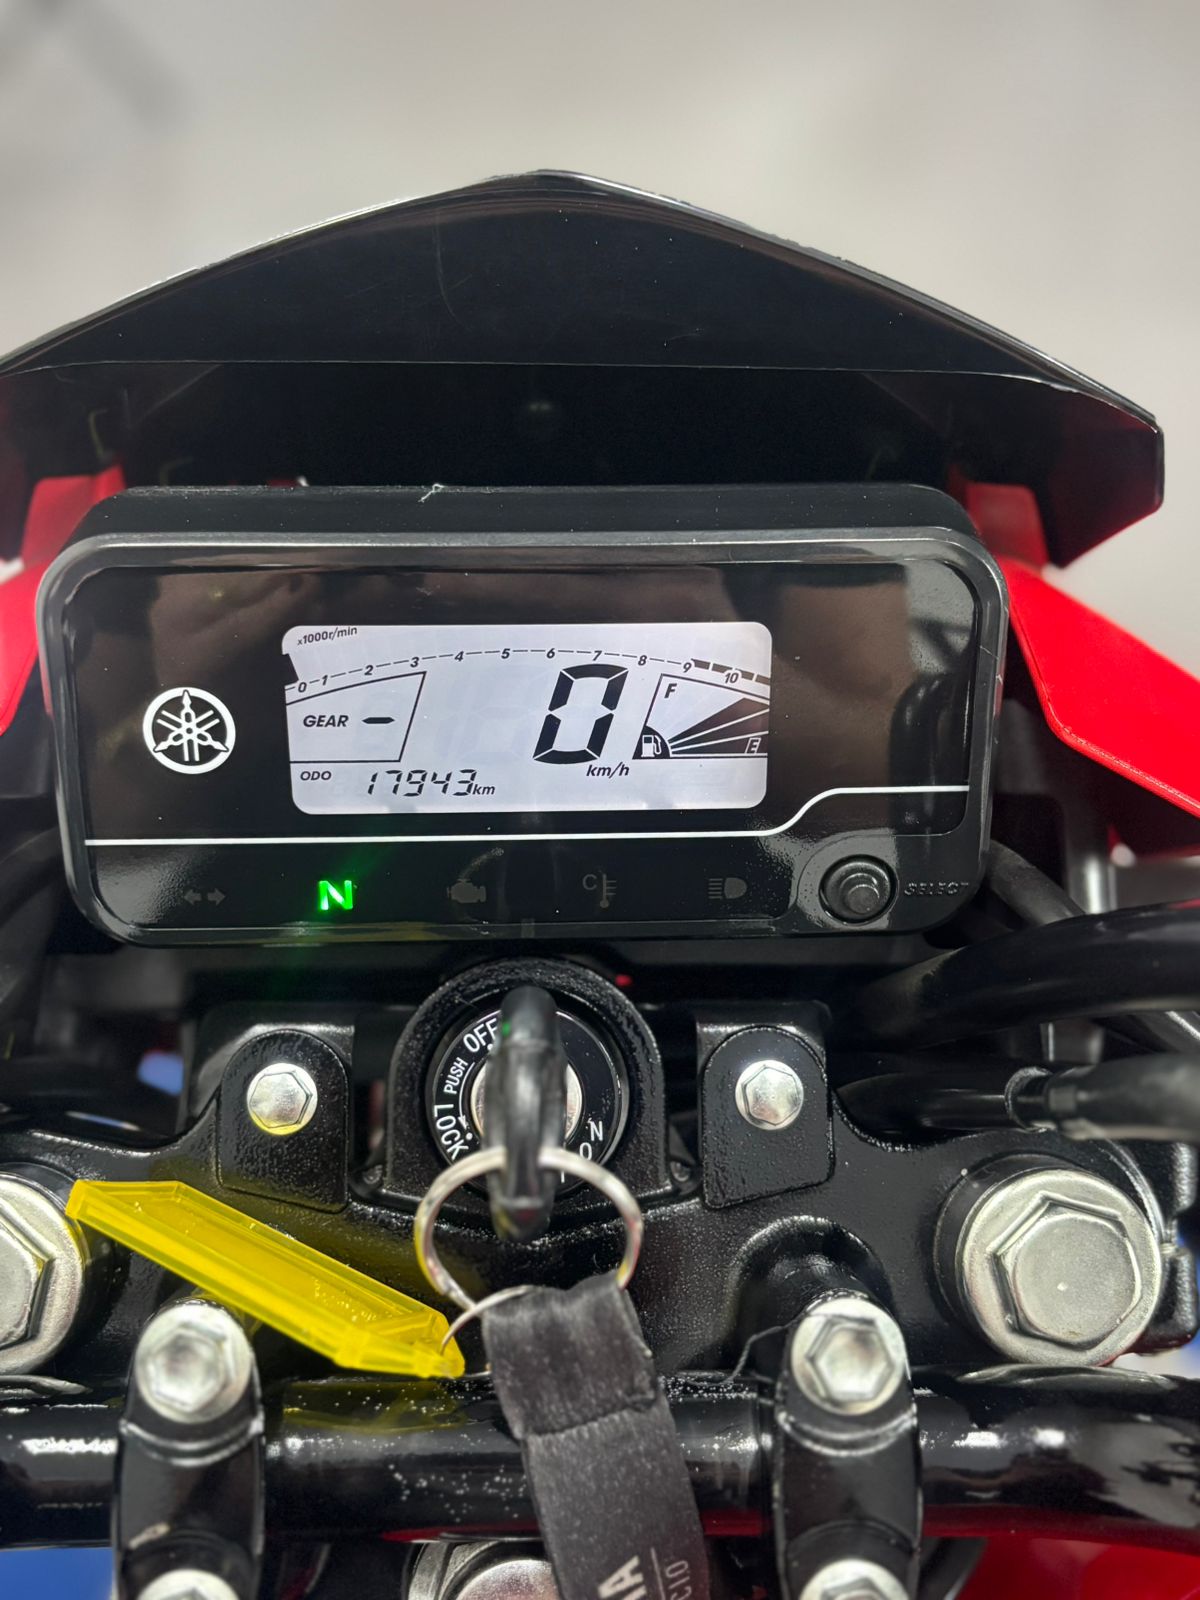 x1000r/min
0 1 2 3 4 5 6 7 8 9 10
GEAR -
0
km/h
F
E
ODO
17943km
N
C
SELECT
OFF
PUSH
LOCK